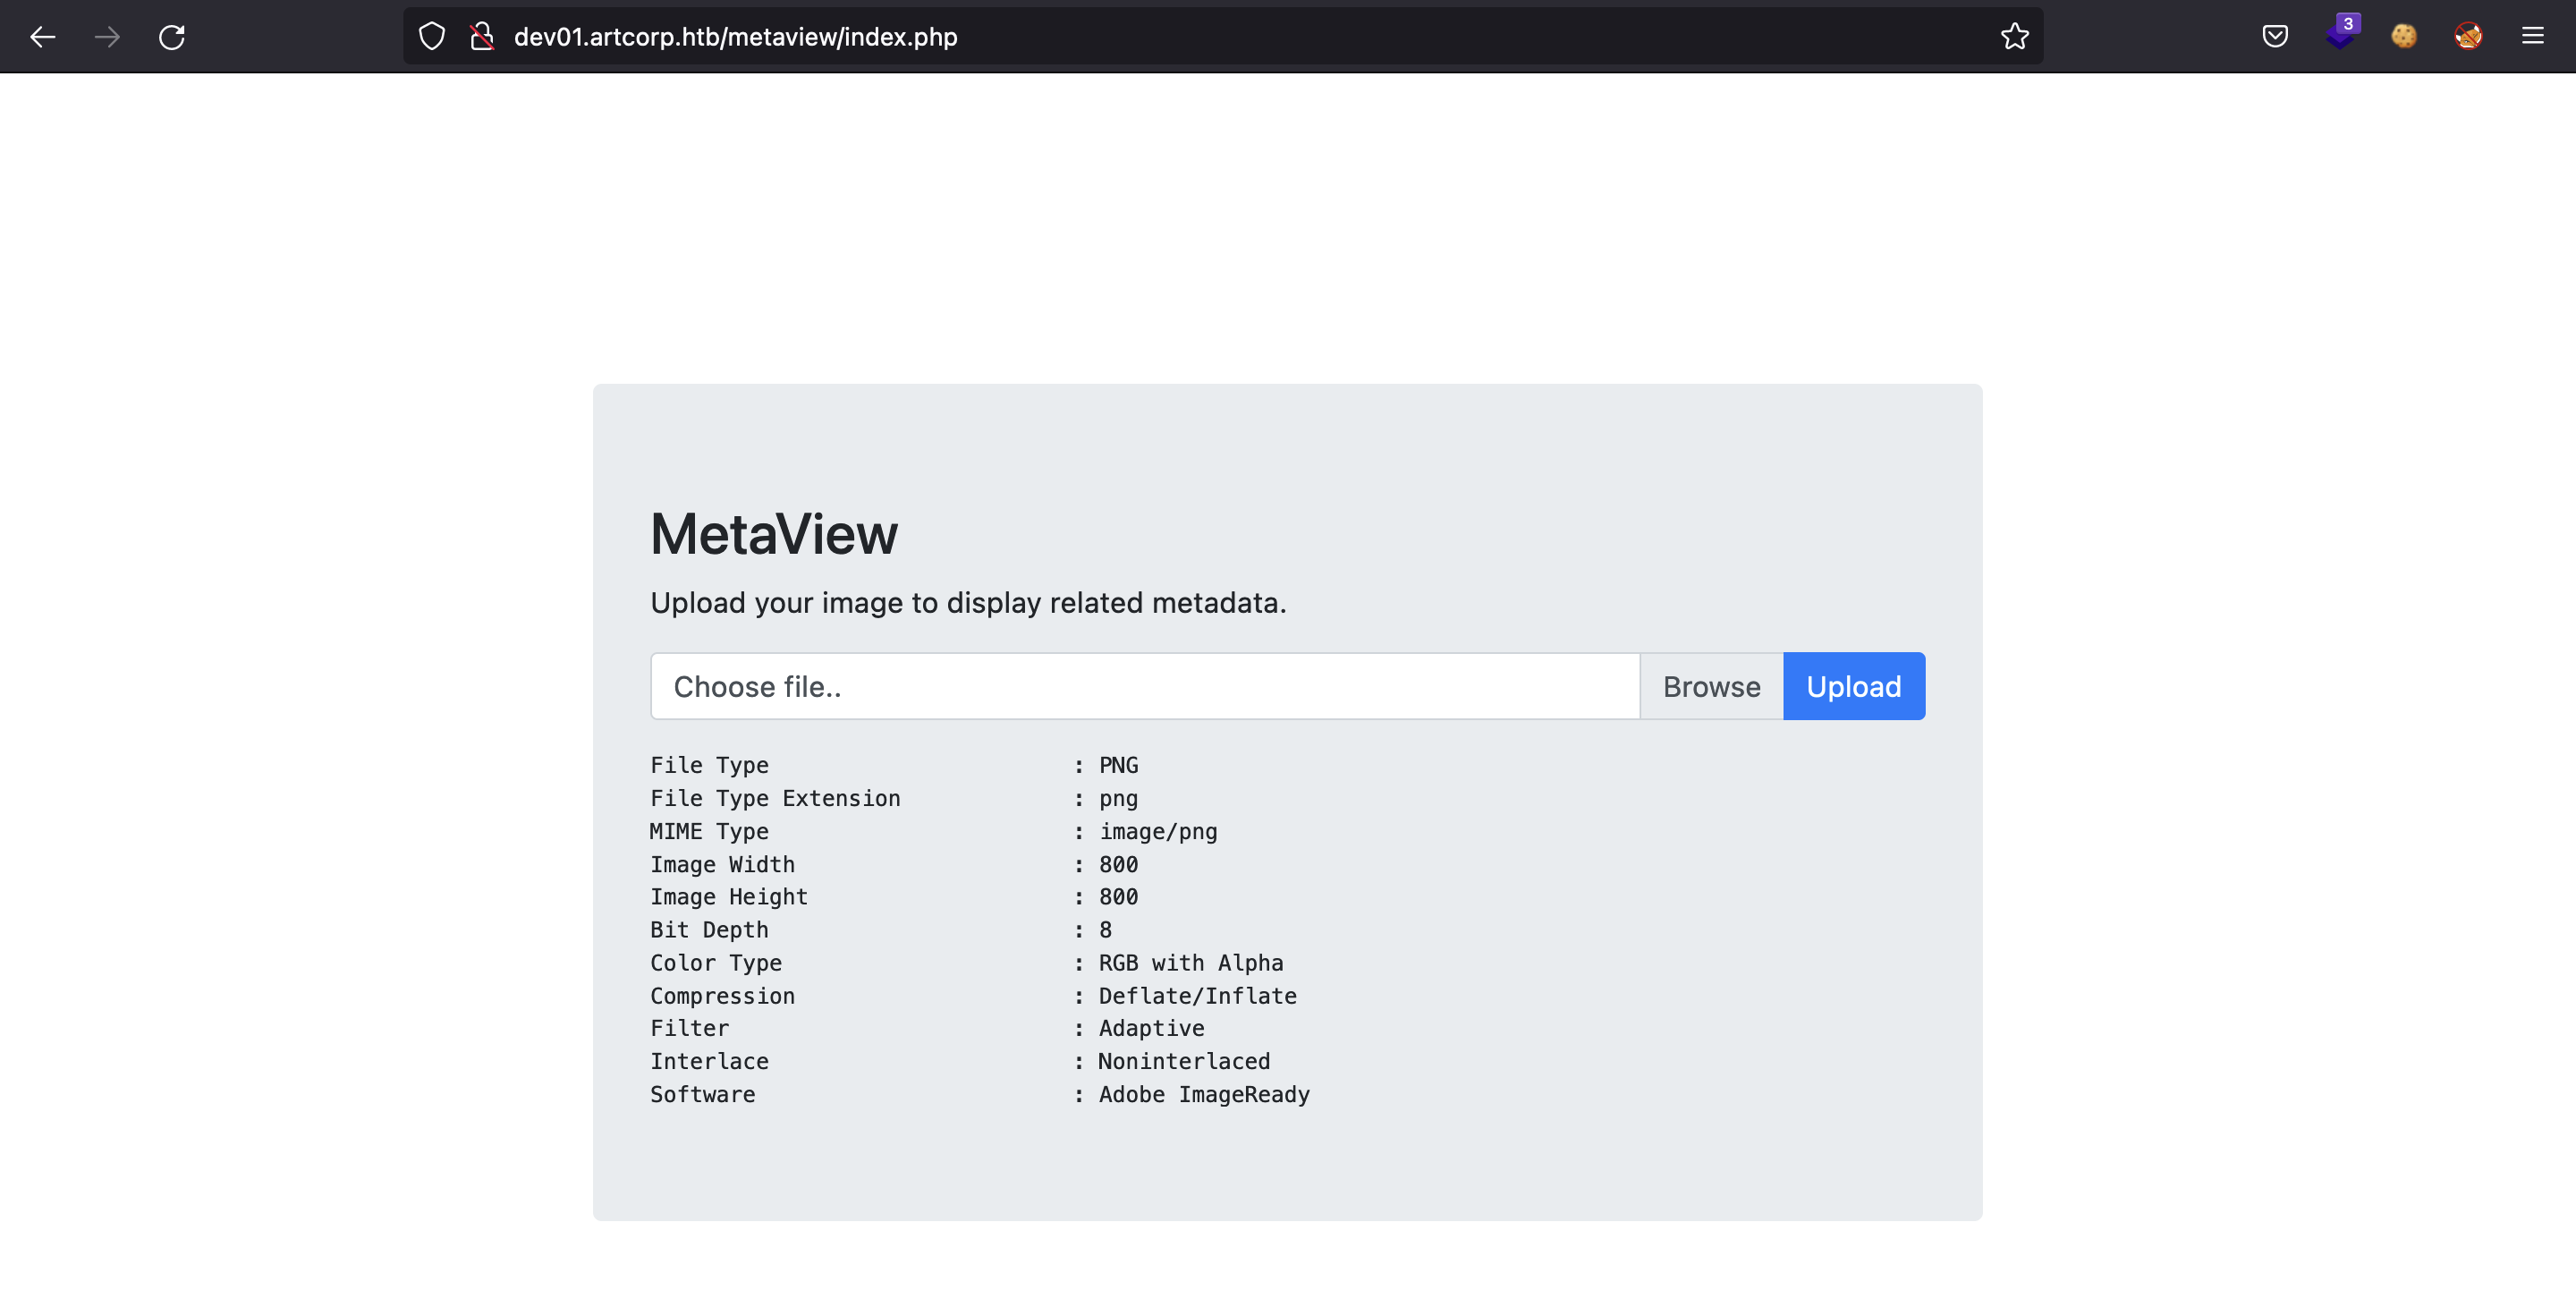 dev01.artcorp.htb/metaview/index.php
3
MetaView
Upload your image to display related metadata.
Choose file..
Browse
Upload
File Type : PNG
File Type Extension : png
MIME Type : image/png
Image Width : 800
Image Height : 800
Bit Depth : 8
Color Type : RGB with Alpha
Compression : Deflate/Inflate
Filter : Adaptive
Interlace : Noninterlaced
Software : Adobe ImageReady